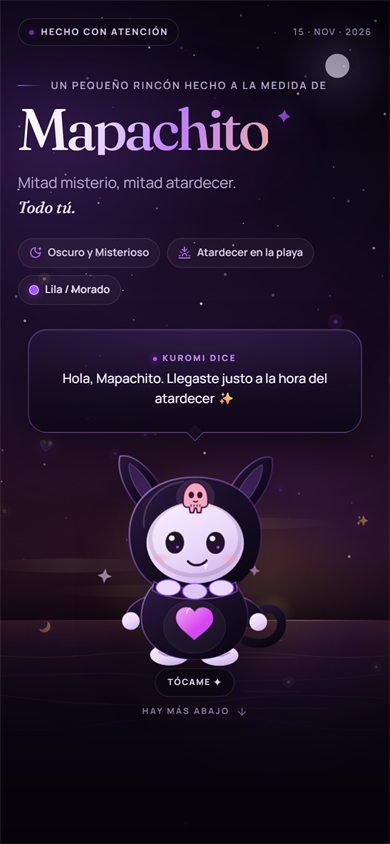 HECHO CON ATENCIÓN
15 · NOV · 2026
UN PEQUEÑO RINCÓN HECHO A LA MEDIDA DE
Mapachito
Mitad misterio, mitad atardecer.
Todo tú.
Oscuro y Misterioso
Atardecer en la playa
Lila / Morado
KUROMI DICE
Hola, Mapachito. Llegaste justo a la hora del
atardecer ✨
TÓCAME ✦
HAY MÁS ABAJO ↓